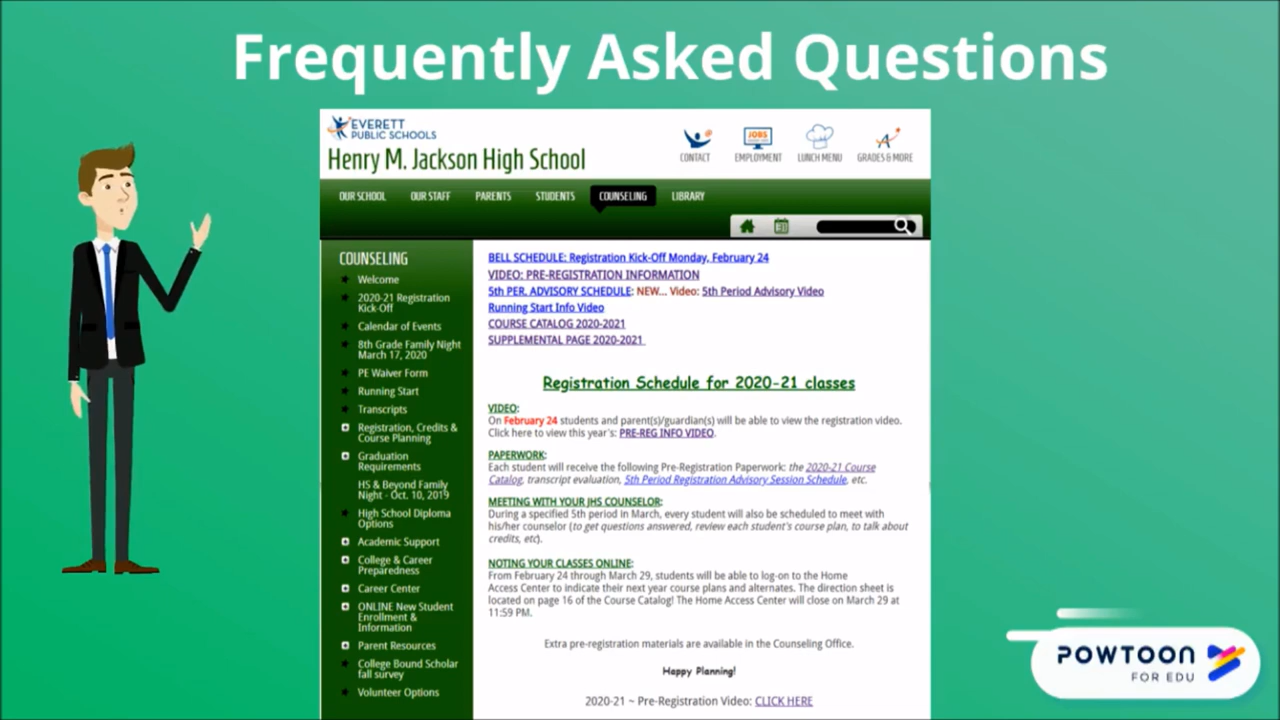 Frequently Asked Questions
EVERETT
PUBLIC SCHOOLS
Henry M. Jackson High School
CONTACT
JOBS
EMPLOYMENT
LUNCH MENU
GRADES & MORE
OUR SCHOOL
OUR STAFF
PARENTS
STUDENTS
COUNSELING
LIBRARY
COUNSELING
Welcome
2020-21 Registration
Kick-Off
Calendar of Events
8th Grade Family Night
March 17, 2020
PE Waiver Form
Running Start
Transcripts
Registration, Credits &
Course Planning
Graduation
Requirements
HS & Beyond Family
Night - Oct. 10, 2019
High School Diploma
Options
Academic Support
College & Career
Preparedness
Career Center
ONLINE New Student
Enrollment &
Information
Parent Resources
College Bound Scholar
fall survey
Volunteer Options
BELL SCHEDULE: Registration Kick-Off Monday, February 24
VIDEO: PRE-REGISTRATION INFORMATION
5th PER. ADVISORY SCHEDULE: NEW... Video: 5th Period Advisory Video
Running Start Info Video
COURSE CATALOG 2020-2021
SUPPLEMENTAL PAGE 2020-2021
Registration Schedule for 2020-21 classes
VIDEO:
On February 24 students and parent(s)/guardian(s) will be able to view the registration video.
Click here to view this year's: PRE-REG INFO VIDEO.
PAPERWORK:
Each student will receive the following Pre-Registration Paperwork: the 2020-21 Course
Catalog, transcript evaluation, 5th Period Registration Advisory Session Schedule, etc.
MEETING WITH YOUR JHS COUNSELOR:
During a specified 5th period in March, every student will also be scheduled to meet with
his/her counselor (to get questions answered, review each student's course plan, to talk about
credits, etc).
NOTING YOUR CLASSES ONLINE:
From February 24 through March 29, students will be able to log-on to the Home
Access Center to indicate their next year course plans and alternates. The direction sheet is
located on page 16 of the Course Catalog! The Home Access Center will close on March 29 at
11:59 PM.
Extra pre-registration materials are available in the Counseling Office.
Happy Planning!
2020-21 ~ Pre-Registration Video: CLICK HERE
POWTOON
FOR EDU